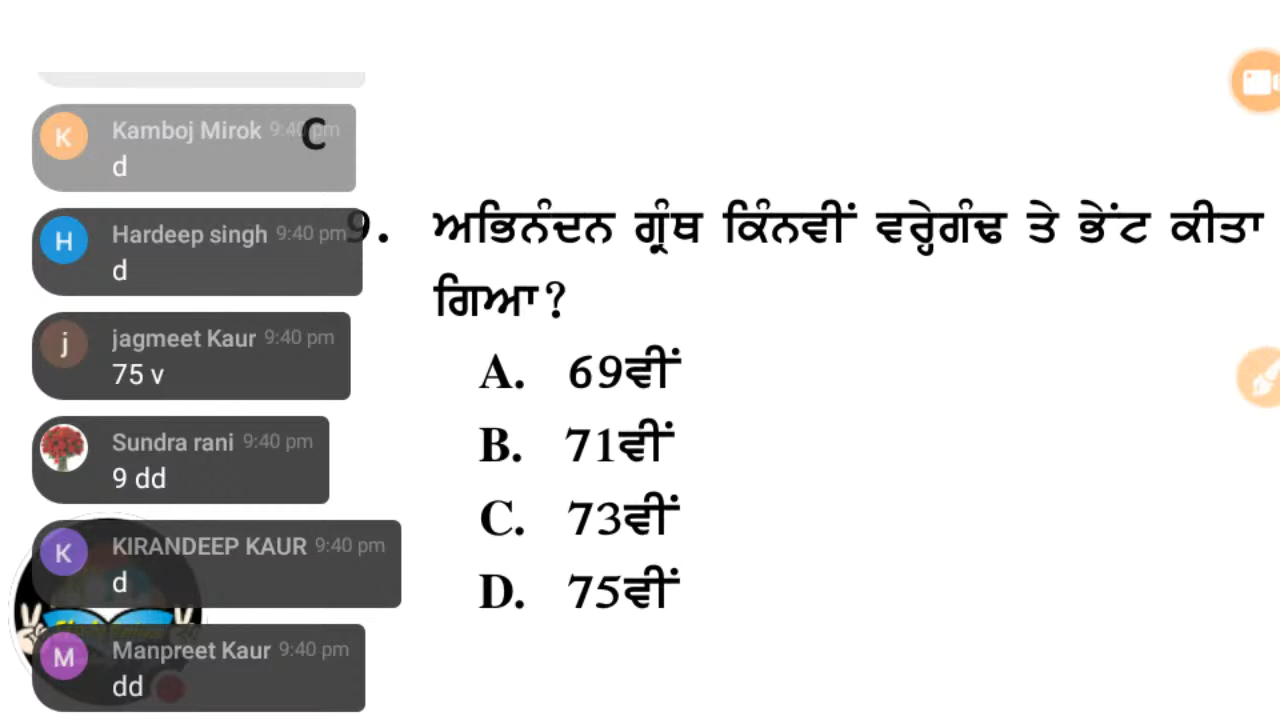 Kamboj Mirok 9:40 pm
d
C
Hardeep singh 9:40 pm
d
jagmeet Kaur 9:40 pm
75 v
Sundra rani 9:40 pm
9 dd
KIRANDEEP KAUR 9:40 pm
d
Manpreet Kaur 9:40 pm
dd
9. ਅਭਿਨੰਦਨ ਗ੍ਰੰਥ ਕਿੰਨਵੀਂ ਵਰ੍ਹੇਗੰਢ ਤੇ ਭੇਂਟ ਕੀਤਾ
ਗਿਆ?
A. 69ਵੀਂ
B. 71ਵੀਂ
C. 73ਵੀਂ
D. 75ਵੀਂ